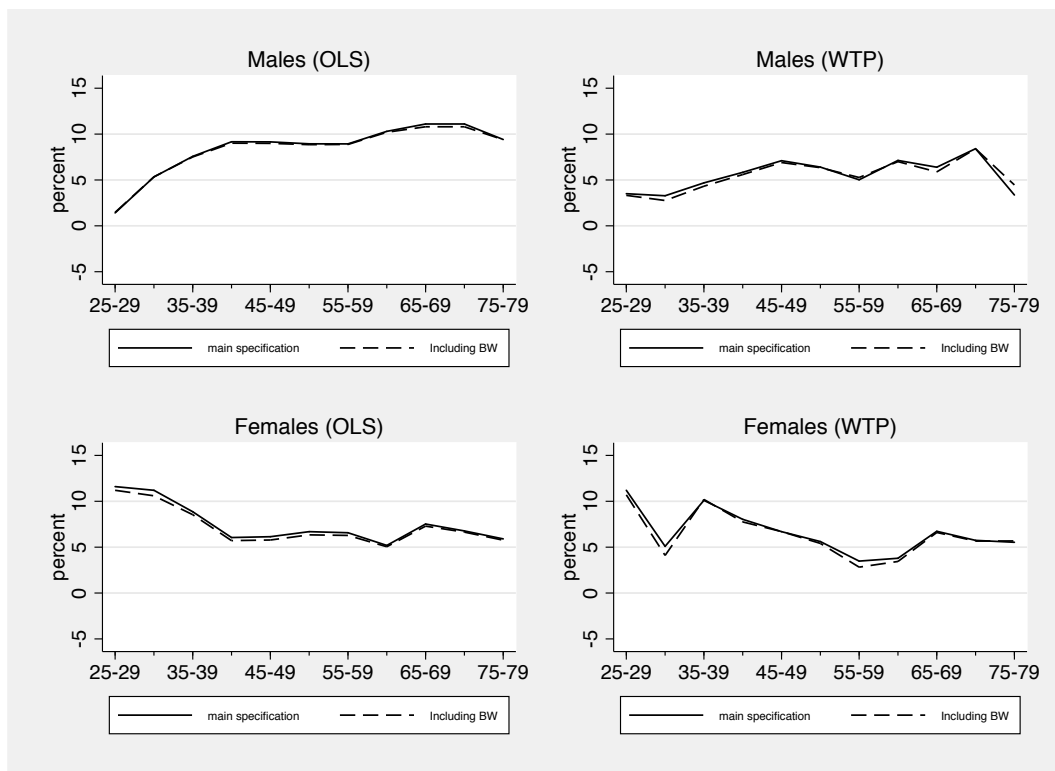 Males (OLS)
percent
15
10
5
0
-5
25-29 35-39 45-49 55-59 65-69 75-79
main specification Including BW
Males (WTP)
percent
15
10
5
0
-5
25-29 35-39 45-49 55-59 65-69 75-79
main specification Including BW
Females (OLS)
percent
15
10
5
0
-5
25-29 35-39 45-49 55-59 65-69 75-79
main specification Including BW
Females (WTP)
percent
15
10
5
0
-5
25-29 35-39 45-49 55-59 65-69 75-79
main specification Including BW